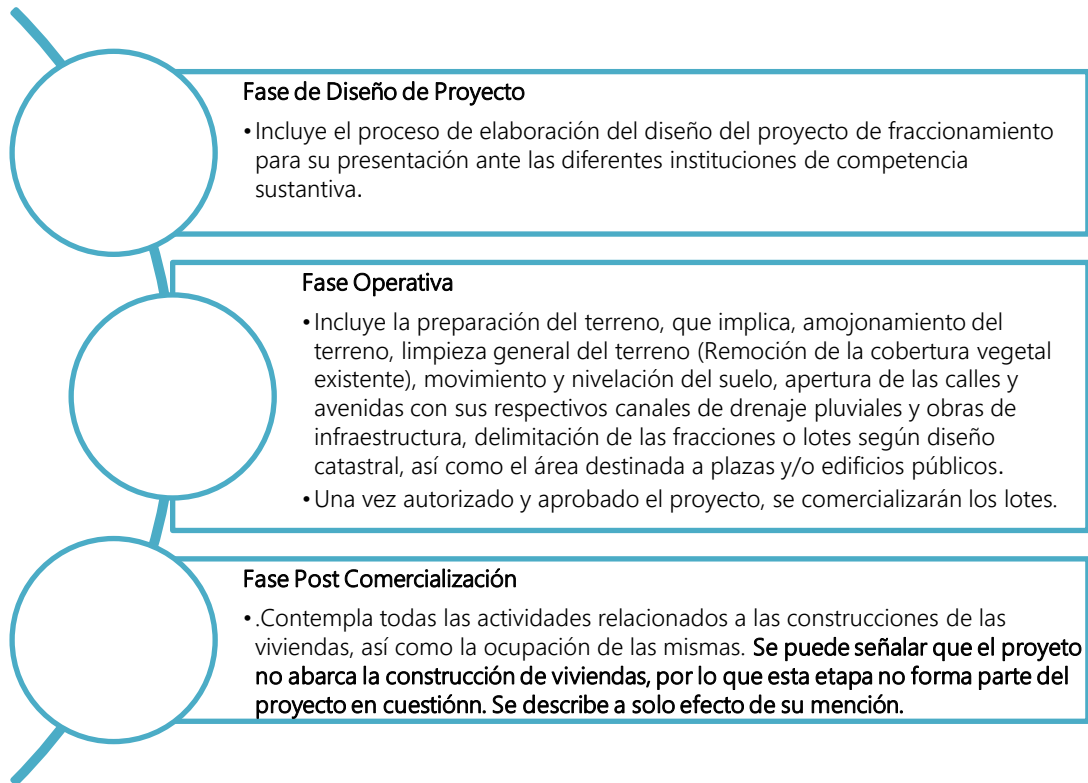 Fase de Diseño de Proyecto
•Incluye el proceso de elaboración del diseño del proyecto de fraccionamiento
para su presentación ante las diferentes instituciones de competencia
sustantiva.
Fase Operativa
•Incluye la preparación del terreno, que implica, amojonamiento del
terreno, limpieza general del terreno (Remoción de la cobertura vegetal
existente), movimiento y nivelación del suelo, apertura de las calles y
avenidas con sus respectivos canales de drenaje pluviales y obras de
infraestructura, delimitación de las fracciones o lotes según diseño
catastral, así como el área destinada a plazas y/o edificios públicos.
•Una vez autorizado y aprobado el proyecto, se comercializarán los lotes.
Fase Post Comercialización
•.Contempla todas las actividades relacionados a las construcciones de las
viviendas, así como la ocupación de las mismas. Se puede señalar que el proyeto
no abarca la construcción de viviendas, por lo que esta etapa no forma parte del
proyecto en cuestiónn. Se describe a solo efecto de su mención.